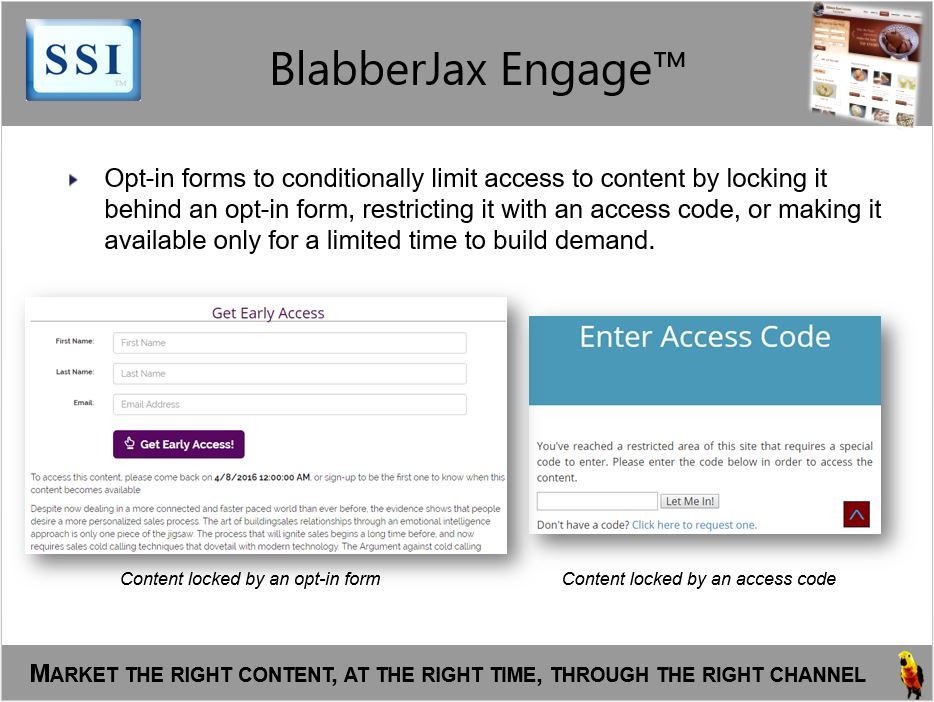 SSI
TM
BlabberJax Engage™
Opt-in forms to conditionally limit access to content by locking it
behind an opt-in form, restricting it with an access code, or making it
available only for a limited time to build demand.
Get Early Access
First Name:
First Name
Last Name:
Last Name
Email:
Email Address
Get Early Access!
To access this content, please come back on 4/8/2016 12:00:00 AM, or sign-up to be the first one to know when this
content becomes available
Despite now dealing in a more connected and faster paced world than ever before, the evidence shows that people
desire a more personalized sales process. The art of buildingsales relationships through an emotional intelligence
approach is only one piece of the jigsaw. The process that will ignite sales begins a long time before, and now
requires sales cold calling techniques that dovetail with modern technology. The Argument against cold calling
Content locked by an opt-in form
Enter Access Code
You've reached a restricted area of this site that requires a special
code to enter. Please enter the code below in order to access the
content.
Let Me In!
Don't have a code? Click here to request one.
Content locked by an access code
MARKET THE RIGHT CONTENT, AT THE RIGHT TIME, THROUGH THE RIGHT CHANNEL